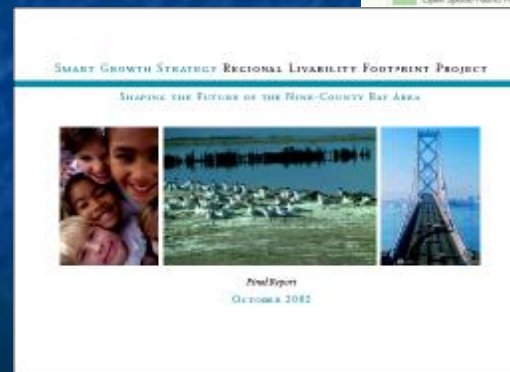 SMART GROWTH STRATEGY REGIONAL LIVABILITY FOOTPRINT PROJECT
SHAPING THE FUTURE OF THE NINE-COUNTY BAY AREA
Final Report
OCTOBER 2002